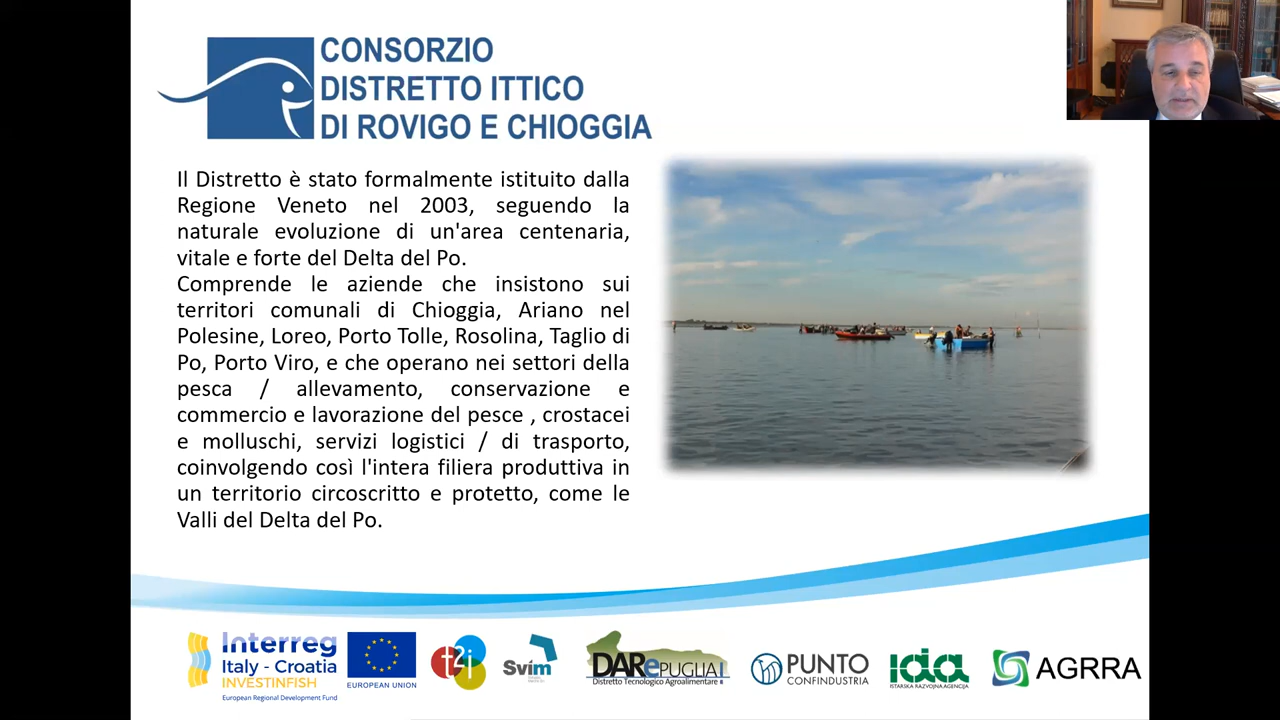 CONSORZIO
DISTRETTO ITTICO
DI ROVIGO E CHIOGGIA
Il Distretto è stato formalmente istituito dalla
Regione Veneto nel 2003, seguendo la
naturale evoluzione di un'area centenaria,
vitale e forte del Delta del Po.
Comprende le aziende che insistono sui
territori comunali di Chioggia, Ariano nel
Polesine, Loreo, Porto Tolle, Rosolina, Taglio di
Po, Porto Viro, e che operano nei settori della
pesca / allevamento, conservazione e
commercio e lavorazione del pesce , crostacei
e molluschi, servizi logistici / di trasporto,
coinvolgendo così l'intera filiera produttiva in
un territorio circoscritto e protetto, come le
Valli del Delta del Po.
Interreg
Italy - Croatia
INVESTINFISH
European Regional Development Fund
EUROPEAN UNION
t2i
Svim
DARePUGLIA
Distretto Tecnologico Agroalimentare
PUNTO
CONFINDUSTRIA
ida
ISTARSKA RAZVOJNA AGENCIJA
AGRRA